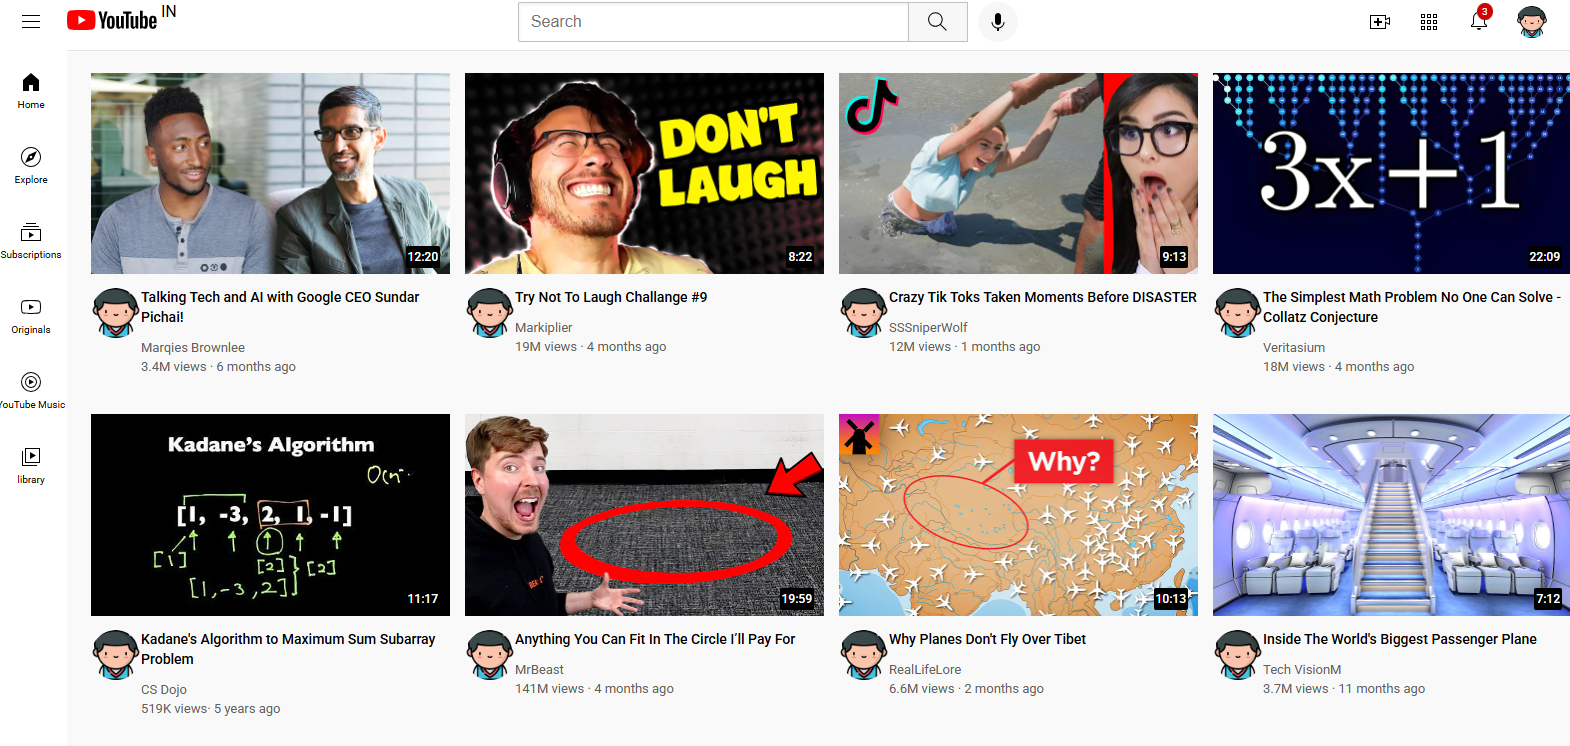 YouTube IN
Search
3
Home
Explore
Subscriptions
Originals
YouTube Music
library
12:20
DON'T
LAUGH
8:22
9:13
3x+1
22:09
Talking Tech and AI with Google CEO Sundar
Pichai!
Marqies Brownlee
3.4M views · 6 months ago
Try Not To Laugh Challange #9
Markiplier
19M views · 4 months ago
Crazy Tik Toks Taken Moments Before DISASTER
SSSniperWolf
12M views · 1 months ago
The Simplest Math Problem No One Can Solve -
Collatz Conjecture
Veritasium
18M views · 4 months ago
Kadane's Algorithm
[1, -3, 2, 1, -1]
[1]
[2]
[2]
[1, -3, 2]
11:17
19:59
Why?
10:13
7:12
Kadane's Algorithm to Maximum Sum Subarray
Problem
CS Dojo
519K views· 5 years ago
Anything You Can Fit In The Circle I'll Pay For
MrBeast
141M views · 4 months ago
Why Planes Don't Fly Over Tibet
RealLifeLore
6.6M views · 2 months ago
Inside The World's Biggest Passenger Plane
Tech VisionM
3.7M views · 11 months ago